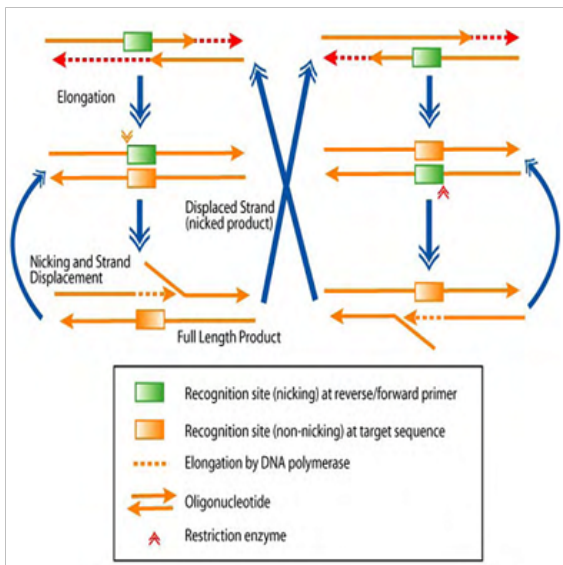 Elongation
Displaced Strand
(nicked product)
Nicking and Strand
Displacement
Full Length Product
Recognition site (nicking) at reverse/forward primer
Recognition site (non-nicking) at target sequence
Elongation by DNA polymerase
Oligonucleotide
Restriction enzyme